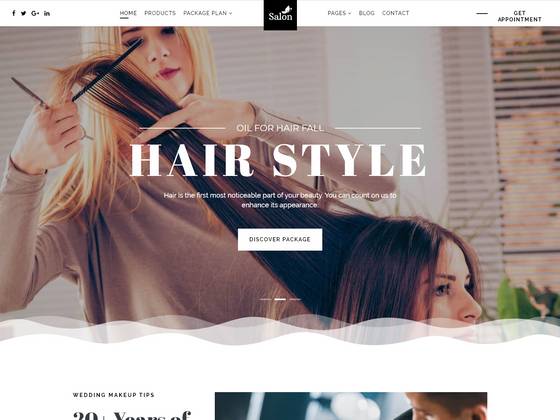 HOME PRODUCTS PACKAGE PLAN
Salon
PAGES BLOG CONTACT
GET
APPOINTMENT
OIL FOR HAIR FALL
HAIR STYLE
Hair is the first most noticeable part of your beauty. You can count on us to
enhance its appearance.
DISCOVER PACKAGE
WEDDING MAKEUP TIPS
20+ Years of